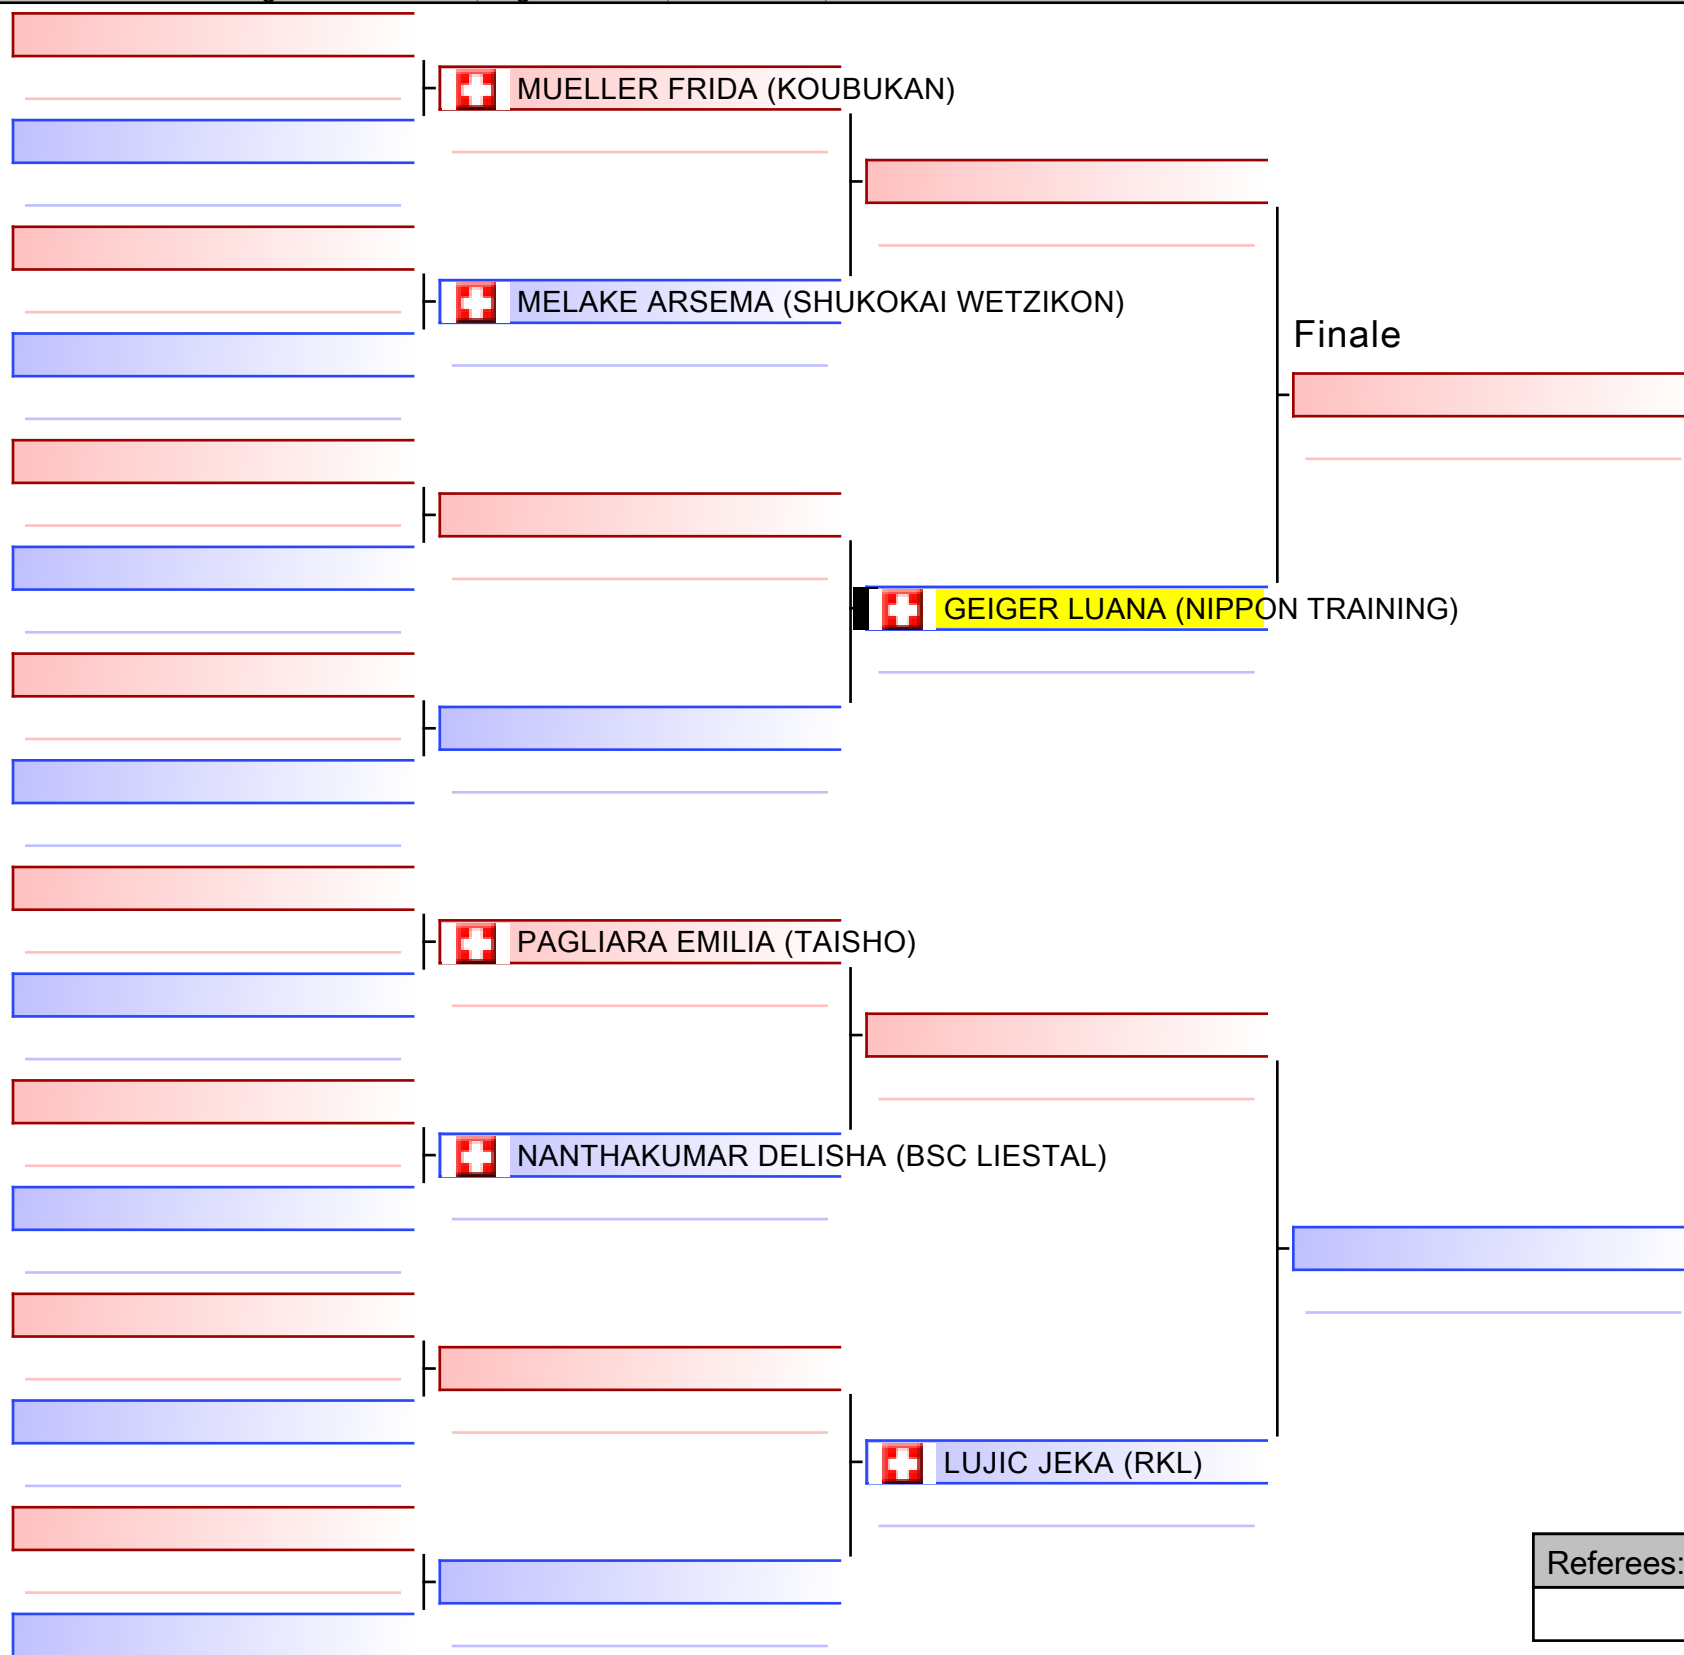 MUELLER FRIDA (KOUBUKAN)
MELAKE ARSEMA (SHUKOKAI WETZIKON)
Finale
GEIGER LUANA (NIPPON TRAINING)
PAGLIARA EMILIA (TAISHO)
NANTHAKUMAR DELISHA (BSC LIESTAL)
LUJIC JEKA (RKL)
Referees: